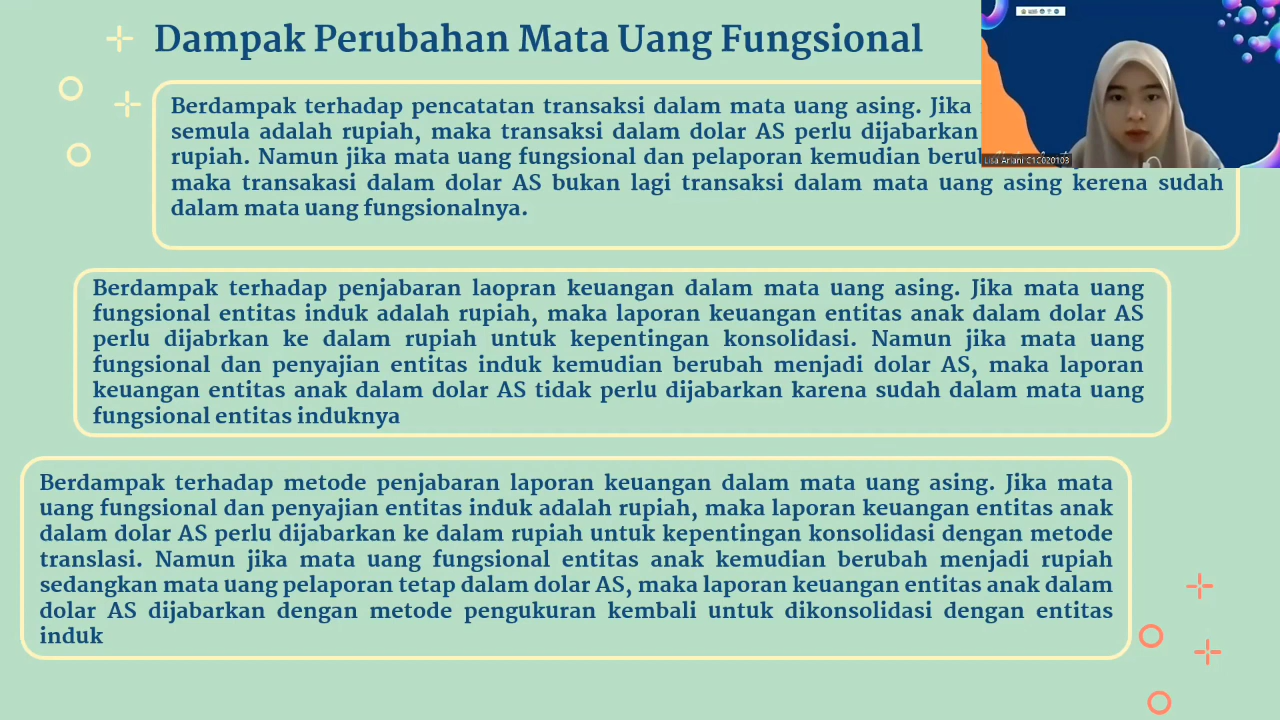 Dampak Perubahan Mata Uang Fungsional
Berdampak terhadap pencatatan transaksi dalam mata uang asing. Jika
semula adalah rupiah, maka transaksi dalam dolar AS perlu dijabarkan
rupiah. Namun jika mata uang fungsional dan pelaporan kemudian
maka transakasi dalam dolar AS bukan lagi transaksi dalam mata uang asing kerena sudah
dalam mata uang fungsionalnya.
Lisa Ariani C1C020103
Berdampak terhadap penjabaran laopran keuangan dalam mata uang asing. Jika mata uang
fungsional entitas induk adalah rupiah, maka laporan keuangan entitas anak dalam dolar AS
perlu dijabrkan ke dalam rupiah untuk kepentingan konsolidasi. Namun jika mata uang
fungsional dan penyajian entitas induk kemudian berubah menjadi dolar AS, maka laporan
keuangan entitas anak dalam dolar AS tidak perlu dijabarkan karena sudah dalam mata uang
fungsional entitas induknya
Berdampak terhadap metode penjabaran laporan keuangan dalam mata uang asing. Jika mata
uang fungsional dan penyajian entitas induk adalah rupiah, maka laporan keuangan entitas anak
dalam dolar AS perlu dijabarkan ke dalam rupiah untuk kepentingan konsolidasi dengan metode
translasi. Namun jika mata uang fungsional entitas anak kemudian berubah menjadi rupiah
sedangkan mata uang pelaporan tetap dalam dolar AS, maka laporan keuangan entitas anak dalam
dolar AS dijabarkan dengan metode pengukuran kembali untuk dikonsolidasi dengan entitas
induk